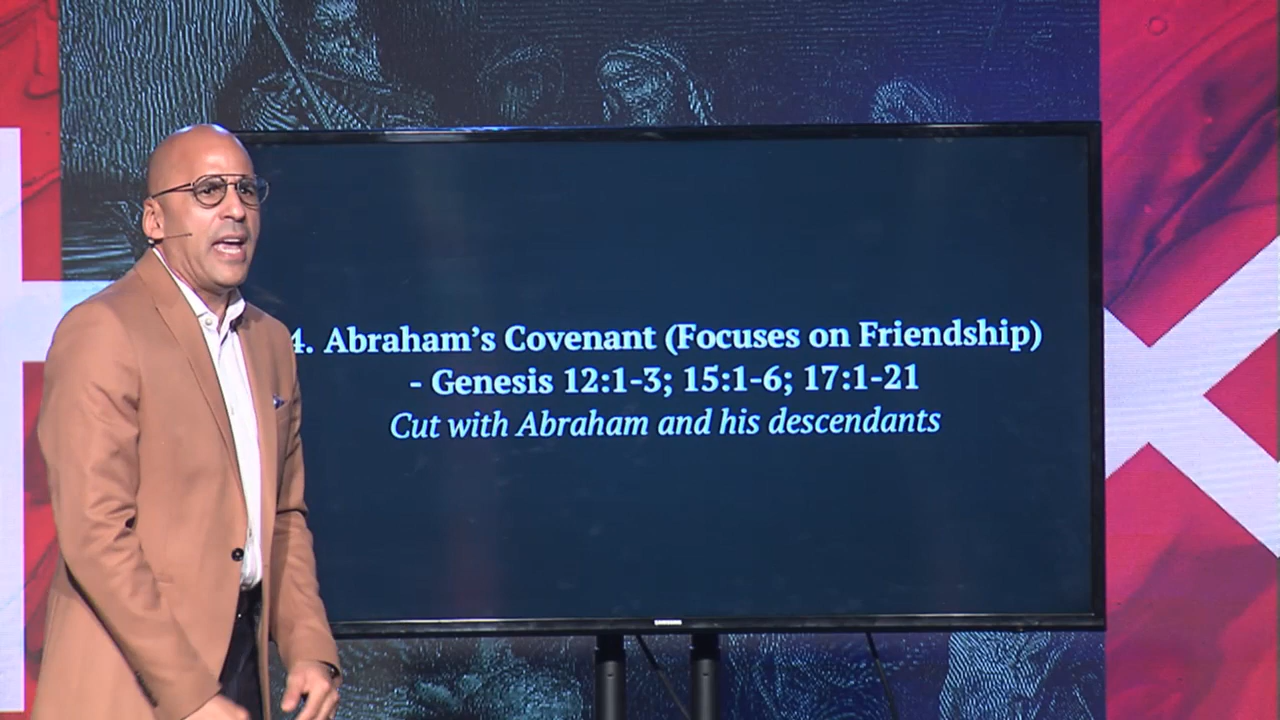 4. Abraham’s Covenant (Focuses on Friendship)
- Genesis 12:1-3; 15:1-6; 17:1-21
Cut with Abraham and his descendants
SAMSUNG